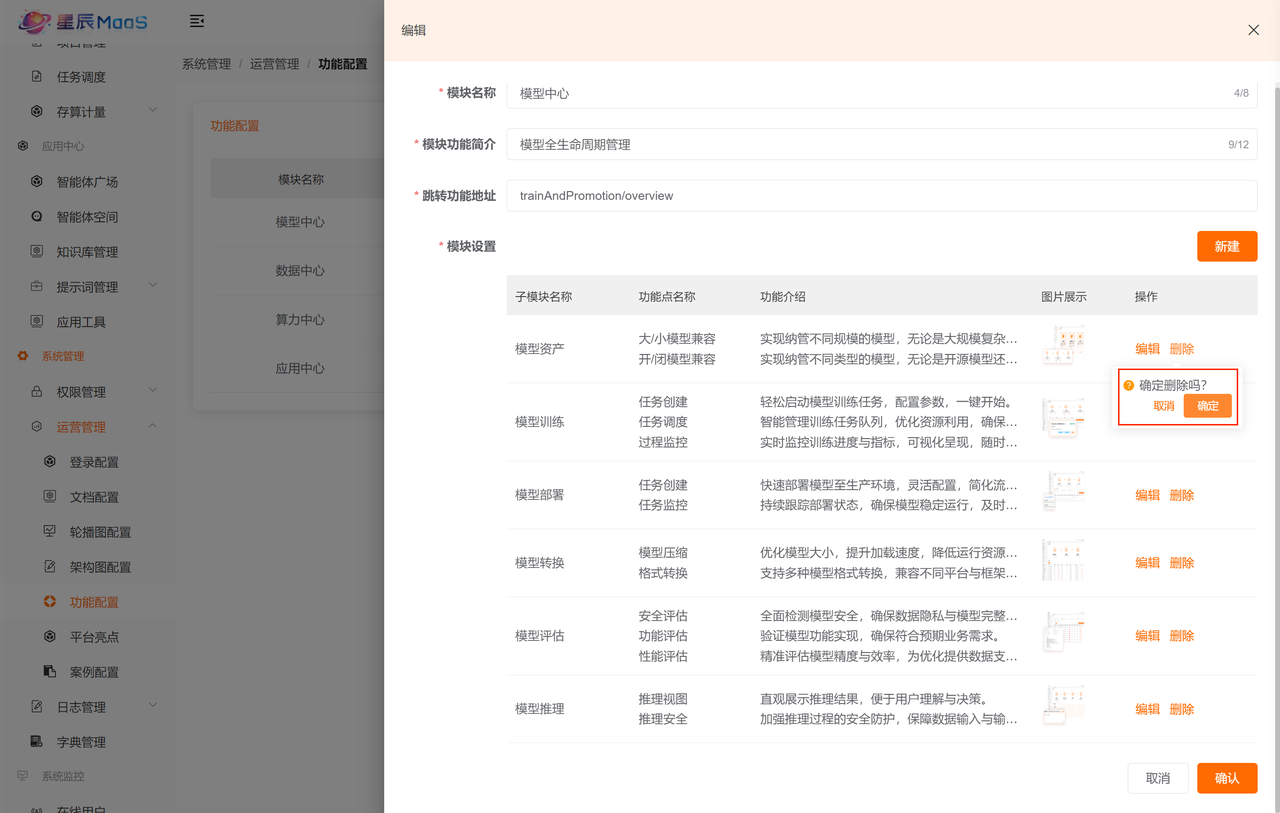 星辰MaaS
项目管理
任务调度
存算计量
应用中心
智能体广场
智能体空间
知识库管理
提示词管理
应用工具
系统管理
权限管理
运营管理
登录配置
文档配置
轮播图配置
架构图配置
功能配置
平台亮点
案例配置
日志管理
字典管理
系统监控
在线用户
系统管理 / 运营管理 / 功能配置
功能配置
模块名称
模型中心
数据中心
算力中心
应用中心
编辑
* 模块名称 模型中心 4/8
* 模块功能简介 模型全生命周期管理 9/12
* 跳转功能地址 trainAndPromotion/overview
* 模块设置 新建
子模块名称 功能点名称 功能介绍 图片展示 操作
模型资产 编辑 删除
大/小模型兼容 实现纳管不同规模的模型，无论是大规模复杂...
开/闭模型兼容 实现纳管不同类型的模型，无论是开源模型还...
确定删除吗?
取消 确定
模型训练
任务创建 轻松启动模型训练任务，配置参数，一键开始。
任务调度 智能管理训练任务队列，优化资源利用，确保...
过程监控 实时监控训练进度与指标，可视化呈现，随时...
模型部署 编辑 删除
任务创建 快速部署模型至生产环境，灵活配置，简化流...
任务监控 持续跟踪部署状态，确保模型稳定运行，及时...
模型转换 编辑 删除
模型压缩 优化模型大小，提升加载速度，降低运行资源...
格式转换 支持多种模型格式转换，兼容不同平台与框架...
模型评估 编辑 删除
安全评估 全面检测模型安全，确保数据隐私与模型完整...
功能评估 验证模型功能实现，确保符合预期业务需求。
性能评估 精准评估模型精度与效率，为优化提供数据支...
模型推理 编辑 删除
推理视图 直观展示推理结果，便于用户理解与决策。
推理安全 加强推理过程的安全防护，保障数据输入与输...
取消 确认